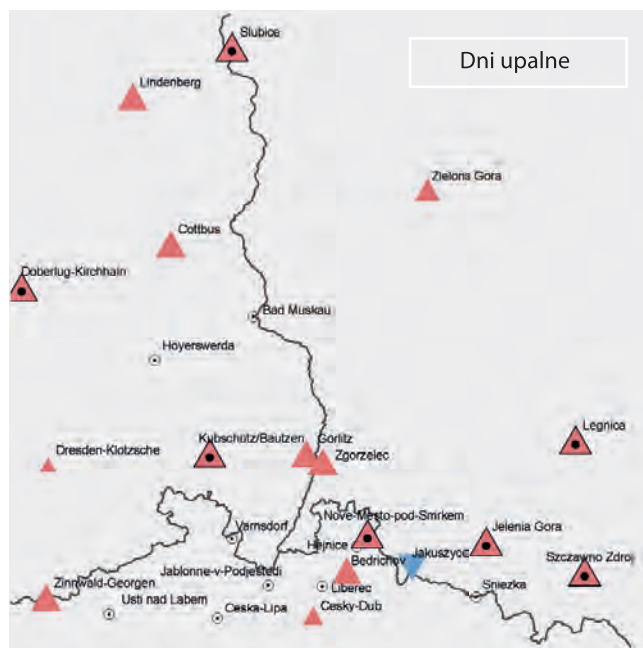 Slubice
Dni upalne
Lindenberg
Zielona Gora
Cottbus
Doberlug-Kirchhain
Bad Muskau
Hoyerswerda
Legnica
Kubschütz/Bautzen
Görlitz
Dresden-Klotzsche
Zgorzelec
Nove-Mesto-pod-Smrkem
Varnsdorf
Jelenia Gora
Hejnice
Jakuszyce
Bedrichov
Szczawno Zdroj
Jablonne-v-Podjestedi
Zinnwald-Georgen
Liberec
Sniezka
Usti nad Labem
Ceska-Lipa
Cesky-Dub